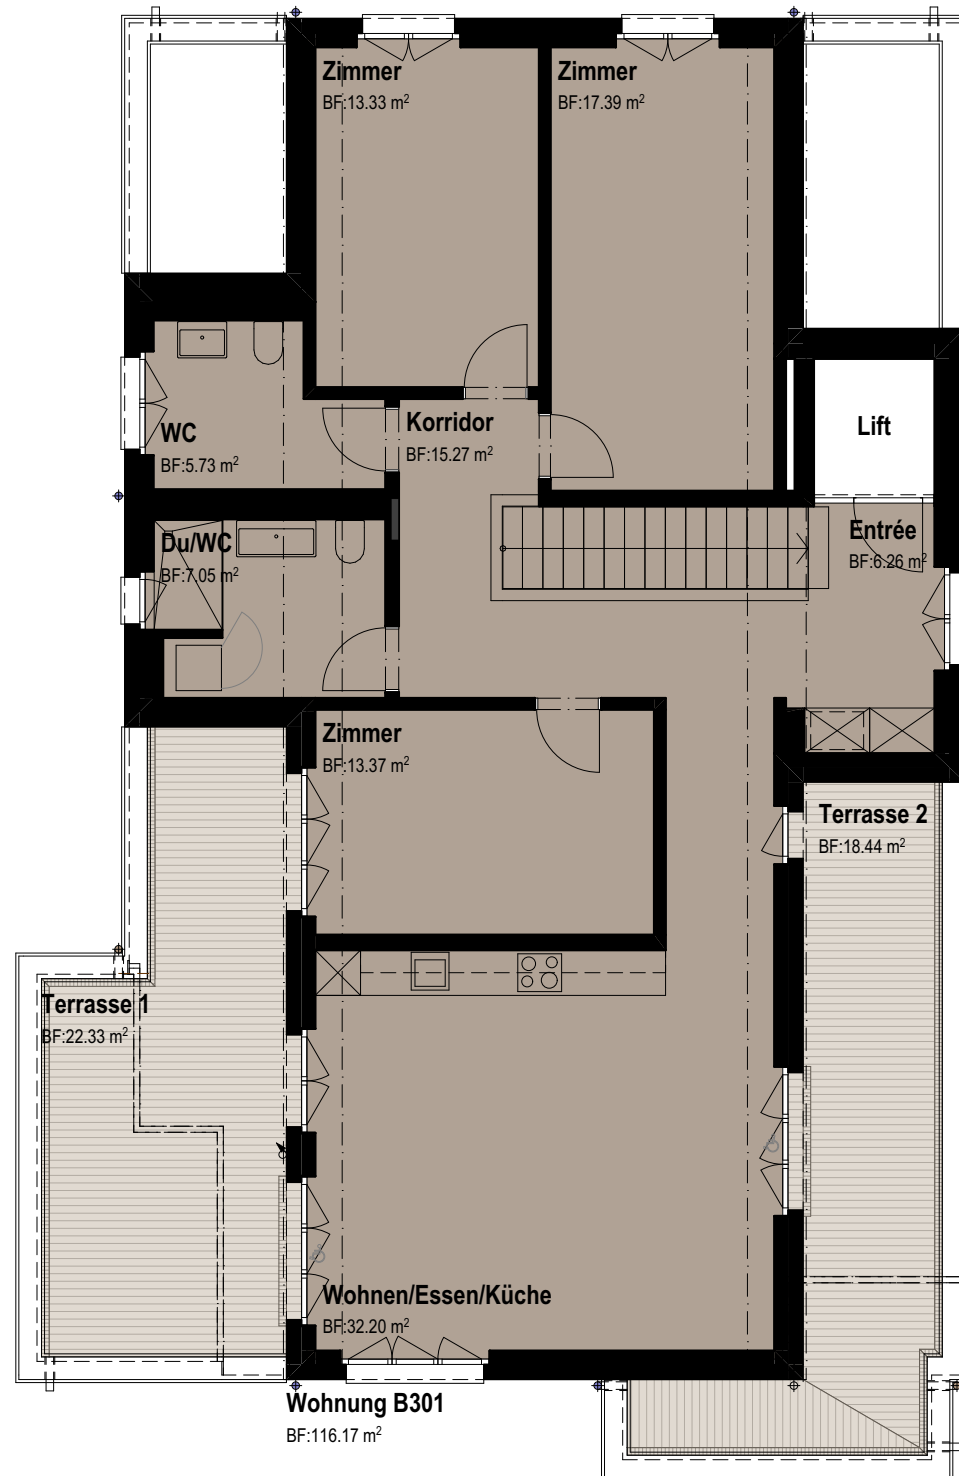 Zimmer
BF:13.33 m²
Zimmer
BF:17.39 m²
WC
BF:5.73 m²
Korridor
BF:15.27 m²
Lift
Entrée
BF:6.26 m²
Du/WC
BF:7.05 m²
Zimmer
BF:13.37 m²
Terrasse 2
BF:18.44 m²
Terrasse 1
BF:22.33 m²
Wohnen/Essen/Küche
BF:32.20 m²
Wohnung B301
BF:116.17 m²